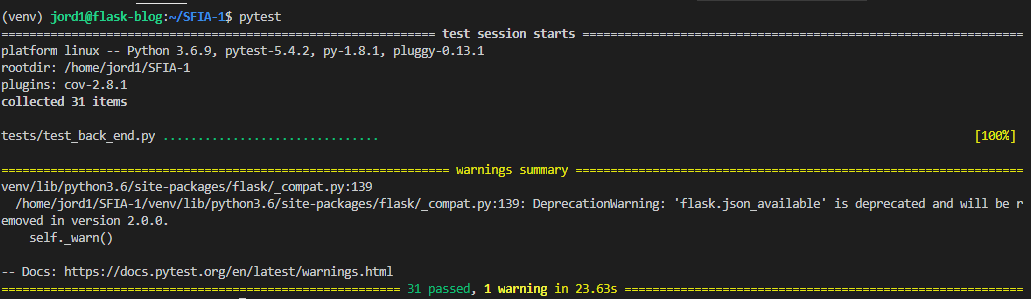 (venv) jord1@flask-blog:~/SFIA-1$ pytest
============================================================== test session starts ===============================================================
platform linux -- Python 3.6.9, pytest-5.4.2, py-1.8.1, pluggy-0.13.1
rootdir: /home/jord1/SFIA-1
plugins: cov-2.8.1
collected 31 items
tests/test_back_end.py ............................... [100%]
================================================================ warnings summary ================================================================
venv/lib/python3.6/site-packages/flask/_compat.py:139
/home/jord1/SFIA-1/venv/lib/python3.6/site-packages/flask/_compat.py:139: DeprecationWarning: 'flask.json_available' is deprecated and will be r
emoved in version 2.0.0.
self._warn()
-- Docs: https://docs.pytest.org/en/latest/warnings.html
========================================================= 31 passed, 1 warning in 23.63s =========================================================